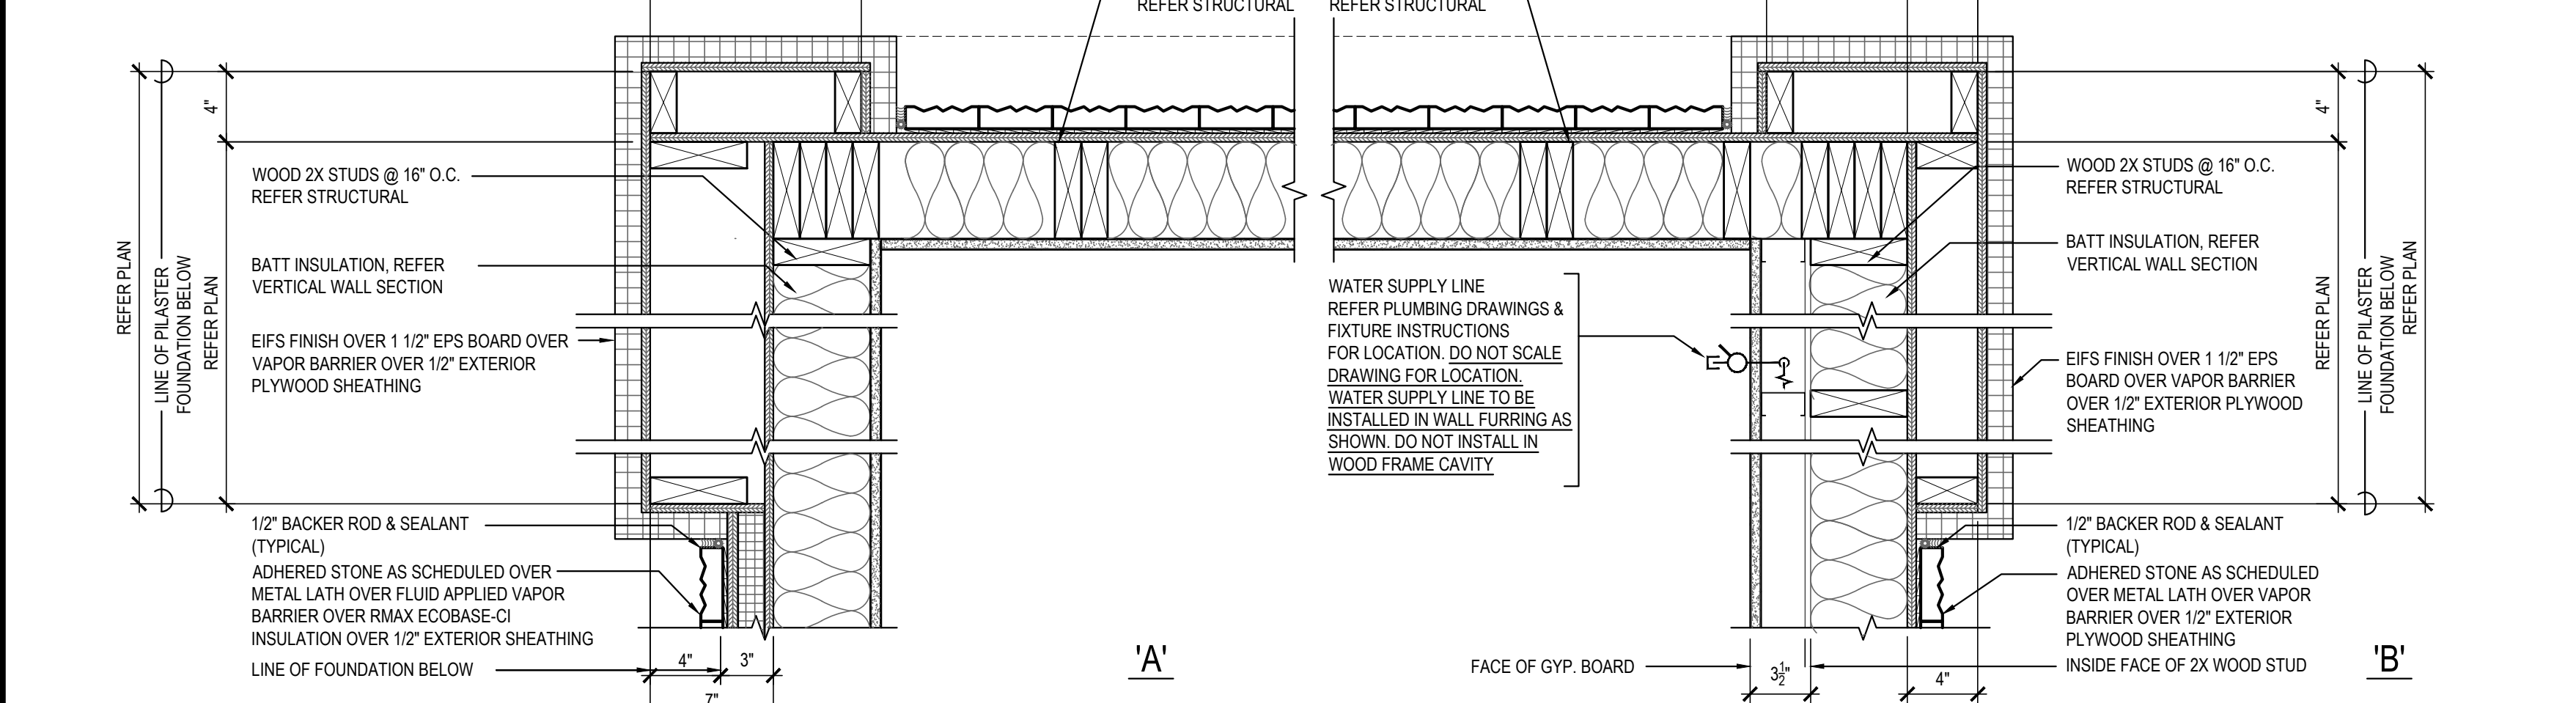 REFER STRUCTURAL
REFER STRUCTURAL
4"
WOOD 2X STUDS @ 16" O.C.
REFER STRUCTURAL
BATT INSULATION, REFER
VERTICAL WALL SECTION
EIFS FINISH OVER 1 1/2" EPS BOARD OVER
VAPOR BARRIER OVER 1/2" EXTERIOR
PLYWOOD SHEATHING
REFER PLAN
LINE OF PILASTER
FOUNDATION BELOW
REFER PLAN
1/2" BACKER ROD & SEALANT
(TYPICAL)
ADHERED STONE AS SCHEDULED OVER
METAL LATH OVER FLUID APPLIED VAPOR
BARRIER OVER RMAX ECOBASE-CI
INSULATION OVER 1/2" EXTERIOR SHEATHING
LINE OF FOUNDATION BELOW
4"
3"
7"
'A'
WATER SUPPLY LINE
REFER PLUMBING DRAWINGS &
FIXTURE INSTRUCTIONS
FOR LOCATION. DO NOT SCALE
DRAWING FOR LOCATION.
WATER SUPPLY LINE TO BE
INSTALLED IN WALL FURRING AS
SHOWN. DO NOT INSTALL IN
WOOD FRAME CAVITY
FACE OF GYP. BOARD
3 1/2"
4"
4"
WOOD 2X STUDS @ 16" O.C.
REFER STRUCTURAL
BATT INSULATION, REFER
VERTICAL WALL SECTION
EIFS FINISH OVER 1 1/2" EPS
BOARD OVER VAPOR BARRIER
OVER 1/2" EXTERIOR PLYWOOD
SHEATHING
REFER PLAN
LINE OF PILASTER
FOUNDATION BELOW
REFER PLAN
1/2" BACKER ROD & SEALANT
(TYPICAL)
ADHERED STONE AS SCHEDULED
OVER METAL LATH OVER VAPOR
BARRIER OVER 1/2" EXTERIOR
PLYWOOD SHEATHING
INSIDE FACE OF 2X WOOD STUD
'B'